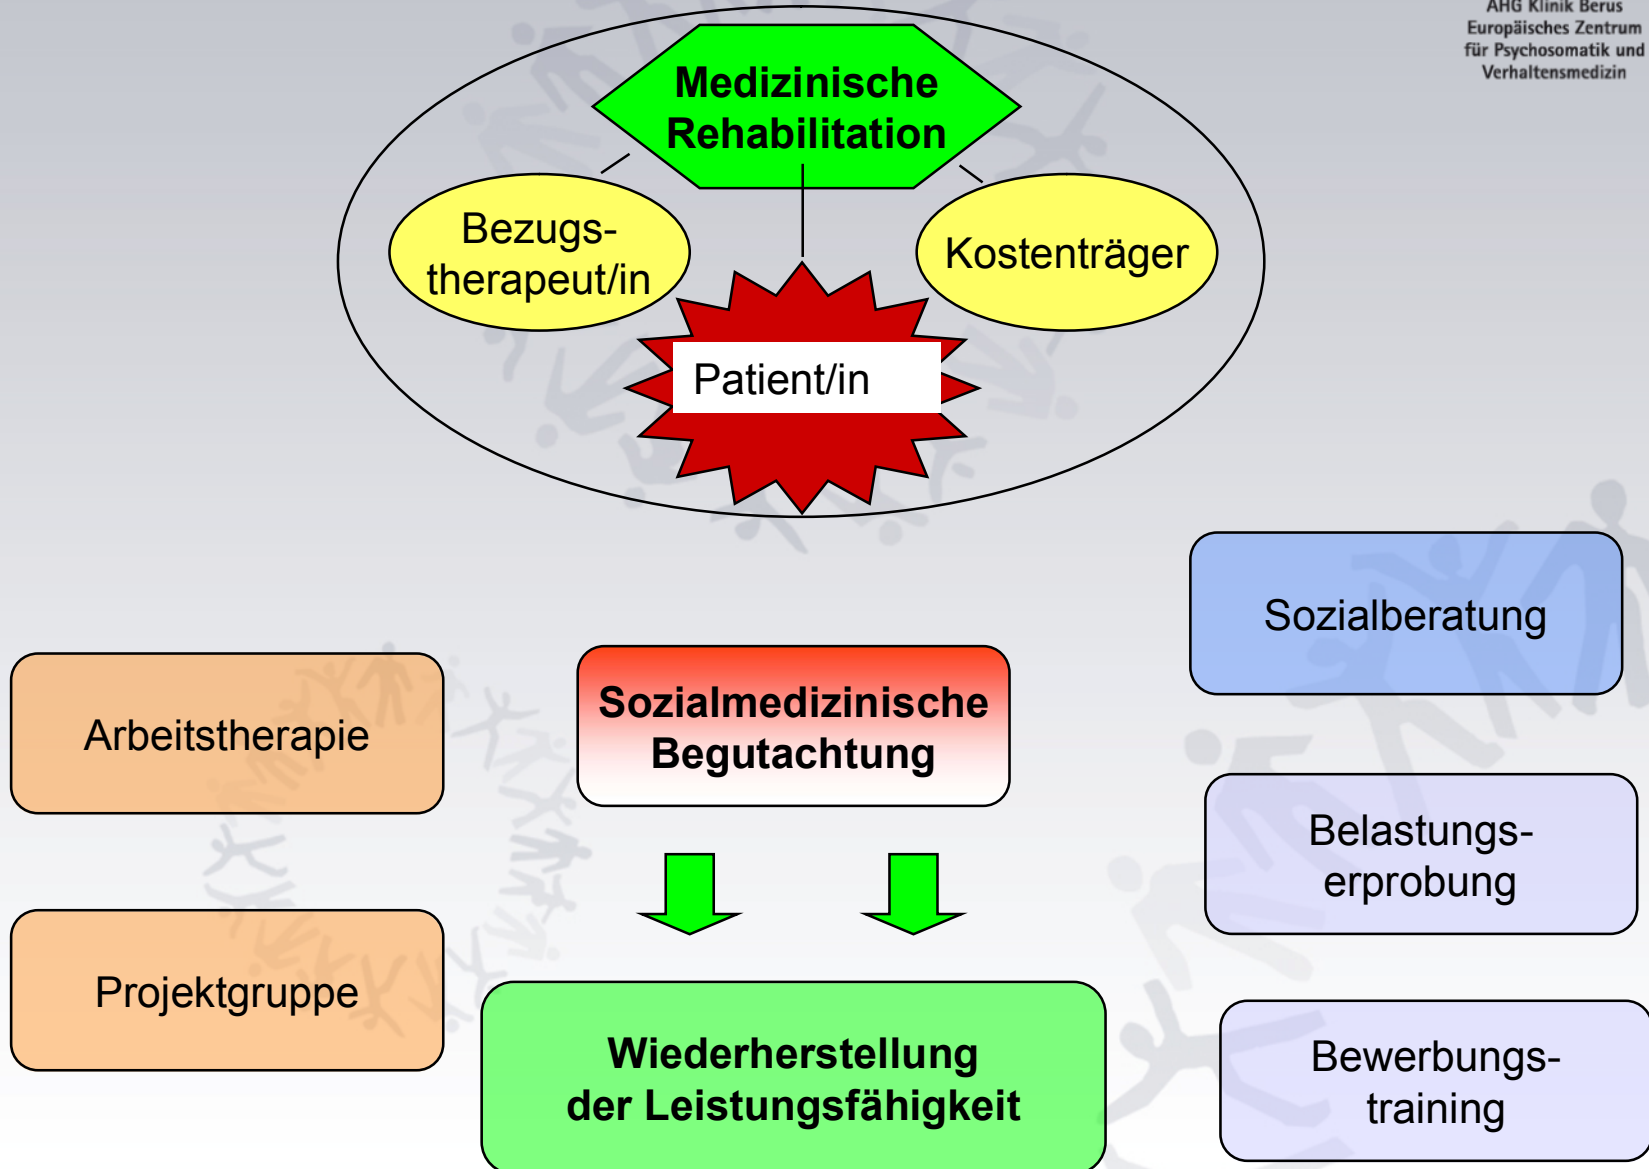 AHG Klinik Berus
Europäisches Zentrum
für Psychosomatik und
Verhaltensmedizin
Medizinische
Rehabilitation
Bezugs-
therapeut/in
Kostenträger
Patient/in
Sozialberatung
Arbeitstherapie
Sozialmedizinische
Begutachtung
Belastungs-
erprobung
Projektgruppe
Wiederherstellung
der Leistungsfähigkeit
Bewerbungs-
training